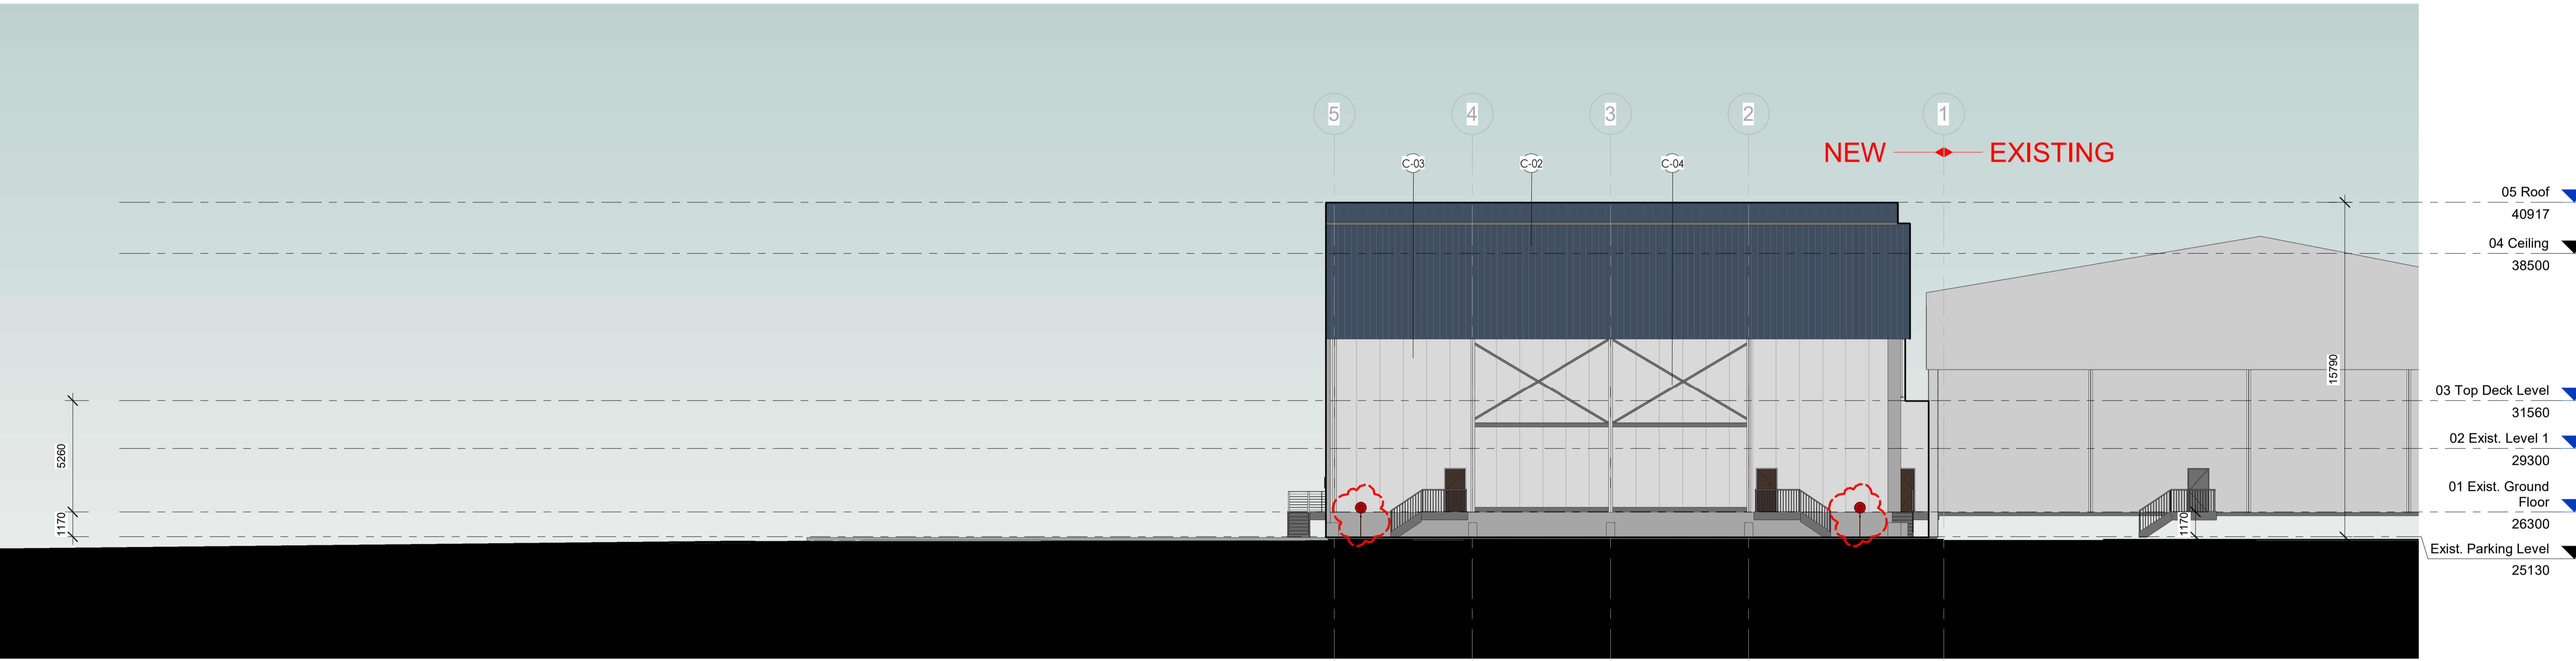 5
4
3
2
1
NEW
EXISTING
C-03
C-02
C-04
05 Roof
40917
04 Ceiling
38500
15790
03 Top Deck Level
31560
5260
02 Exist. Level 1
29300
01 Exist. Ground
Floor
26300
1170
1170
Exist. Parking Level
25130